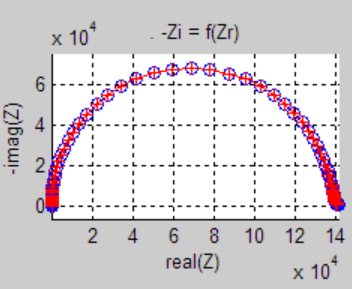 x 10^4
. -Zi = f(Zr)
6
4
2
0
-imag(Z)
2 4 6 8 10 12 14
real(Z)
x 10^4